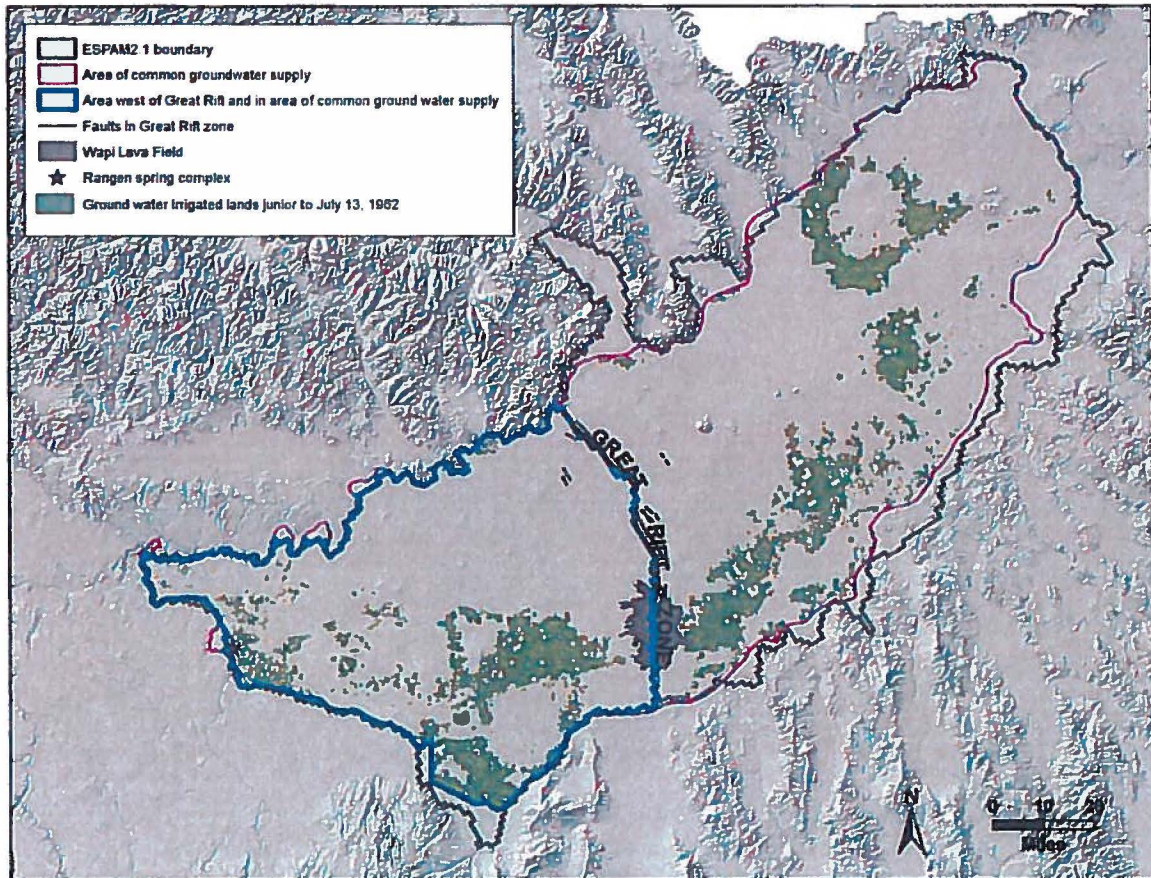 ESPAM2.1 boundary
Area of common groundwater supply
Area west of Great Rift and in area of common ground water supply
Faults in Great Rift zone
Wapi Lava Field
Rangen spring complex
Ground water irrigated lands junior to July 13, 1962
GREAT
RIFT
ZONE
N
0 10 20
Miles